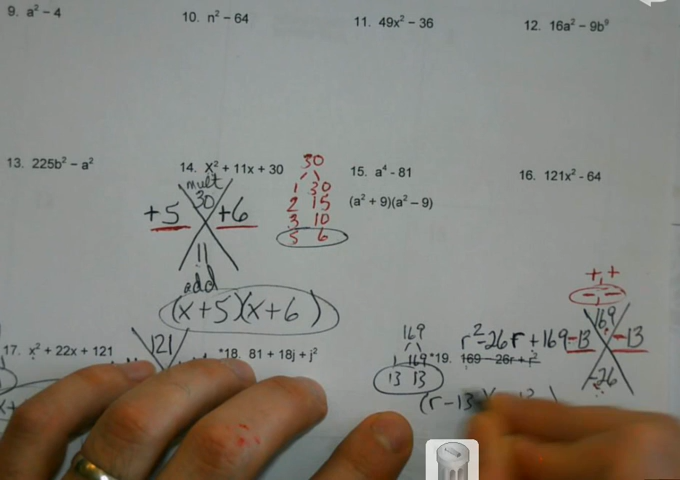 9. a² – 4
10. n² – 64
11. 49x² – 36
12. 16a² – 9b⁹
13. 225b² – a²
14. X² + 11x + 30
mult
30
+5 +6
11
add
(x+5)(x+6)
30
1 30
2 15
3 10
5 6
15. a⁴ - 81
(a² + 9)(a² – 9)
16. 121x² - 64
17. x² + 22x + 121
121
*18. 81 + 18j + j²
169
1 169
13 13
*19. 169 – 26r + r²
r²-26r+169
++
--
169
-13 -13
-26
(r-13